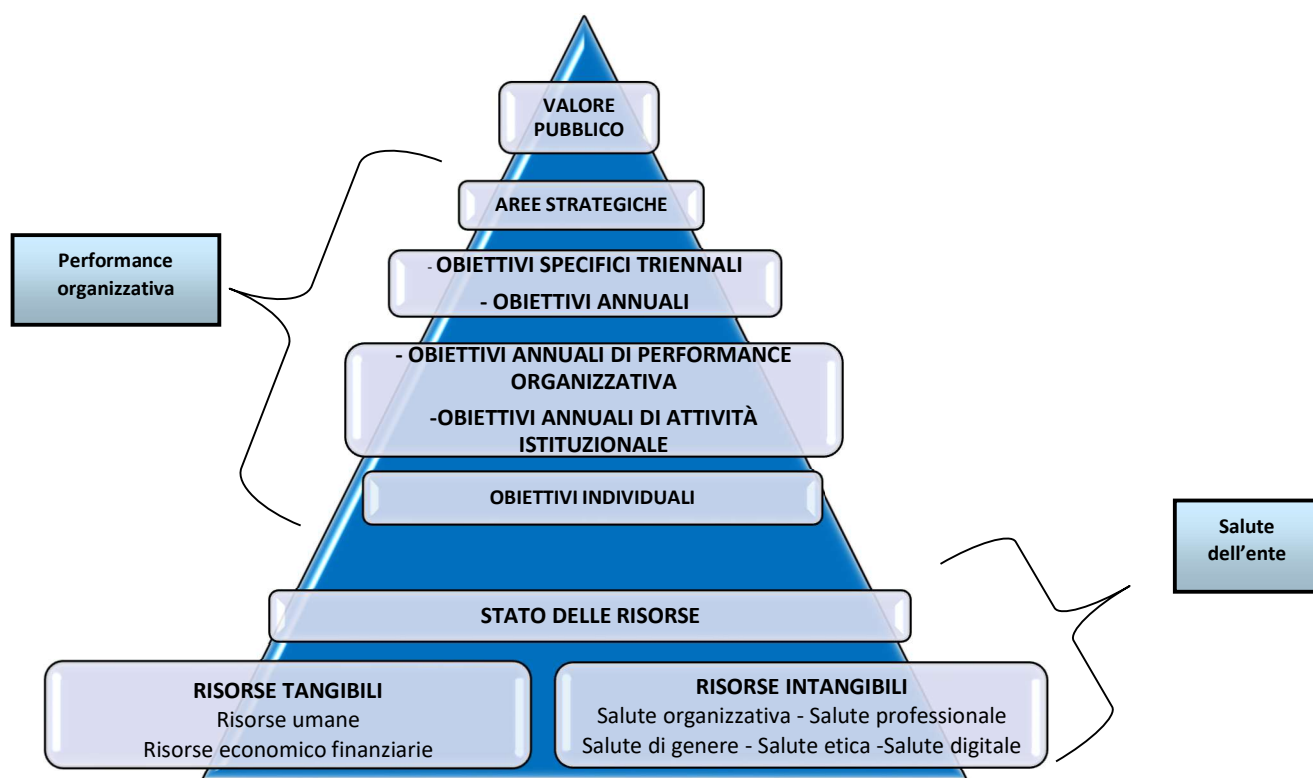 VALORE
PUBBLICO
AREE STRATEGICHE
Performance
organizzativa
- OBIETTIVI SPECIFICI TRIENNALI
- OBIETTIVI ANNUALI
- OBIETTIVI ANNUALI DI PERFORMANCE
ORGANIZZATIVA
-OBIETTIVI ANNUALI DI ATTIVITÀ
ISTITUZIONALE
OBIETTIVI INDIVIDUALI
Salute
dell’ente
STATO DELLE RISORSE
RISORSE TANGIBILI
Risorse umane
Risorse economico finanziarie
RISORSE INTANGIBILI
Salute organizzativa - Salute professionale
Salute di genere - Salute etica -Salute digitale